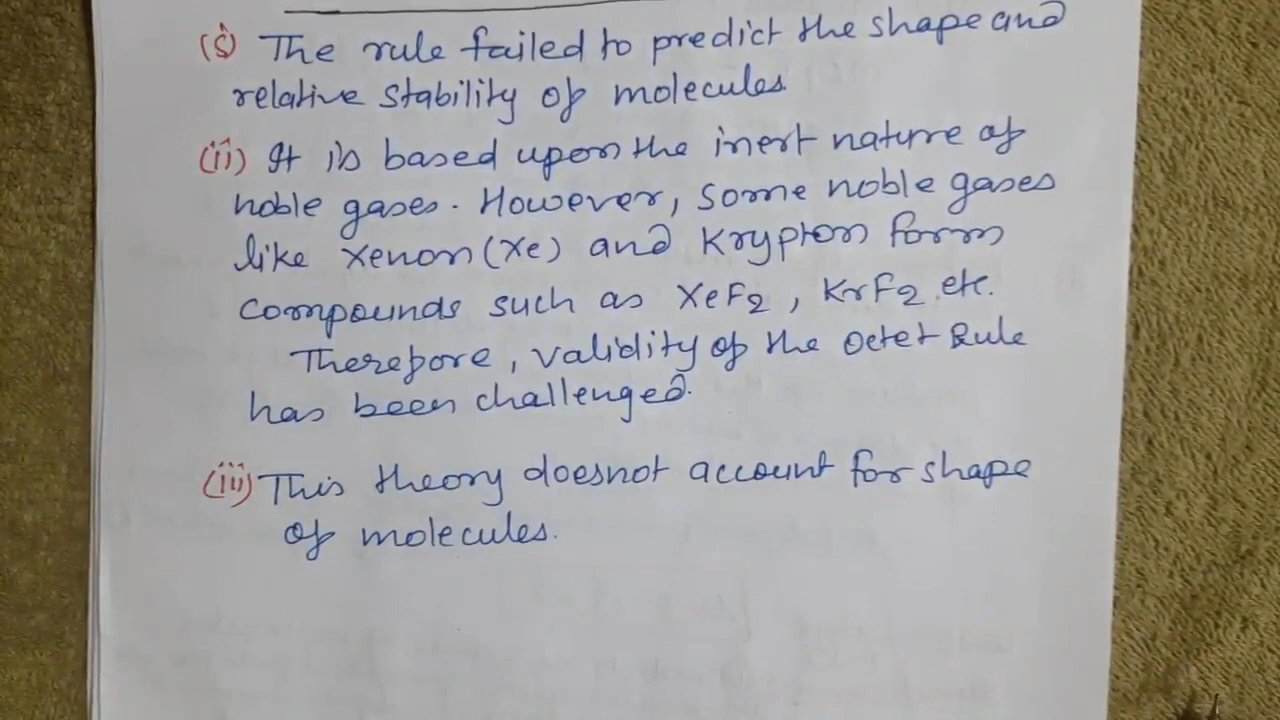 (i) The rule failed to predict the shape and
relative stability of molecules.
(ii) It is based upon the inert nature of
noble gases. However, some noble gases
like xenon (Xe) and Krypton form
compounds such as XeF2, KrF2 etc.
Therefore, validity of the Octet Rule
has been challenged.
(iii) This theory doesnot account for shape
of molecules.